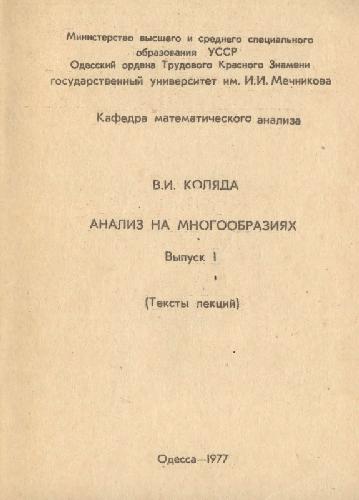 Министерство высшего и среднего специального
образования УССР
Одесский ордена Трудового Красного Знамени
государственный университет им. И.И. Мечникова
Кафедра математического анализа
В.И. КОЛЯДА
АНАЛИЗ НА МНОГООБРАЗИЯХ
Выпуск I
(Тексты лекций)
Одесса—1977